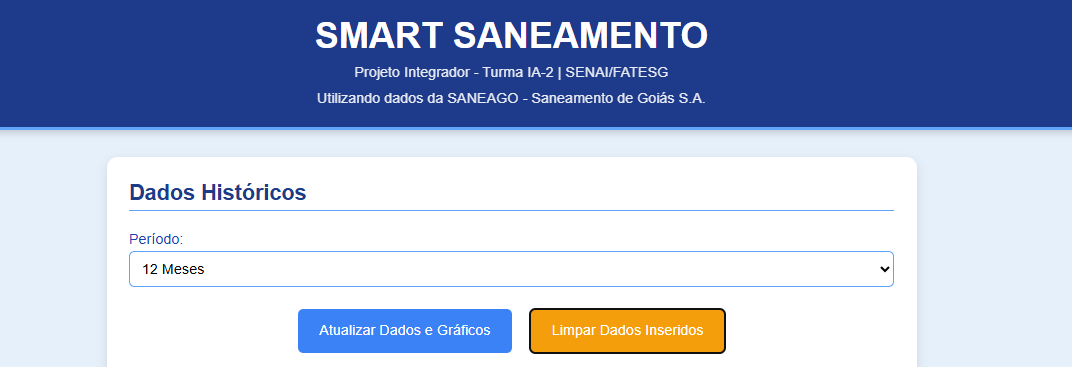 SMART SANEAMENTO
Projeto Integrador - Turma IA-2 | SENAI/FATESG
Utilizando dados da SANEAGO - Saneamento de Goiás S.A.
Dados Históricos
Período:
12 Meses
Atualizar Dados e Gráficos
Limpar Dados Inseridos